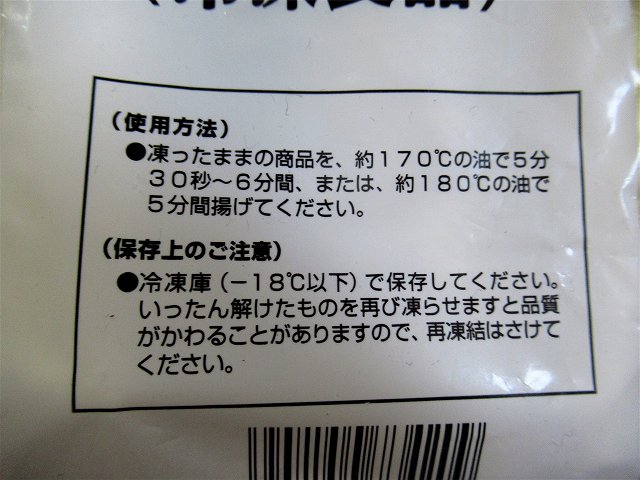 （冷凍食品）
（使用方法）
●凍ったままの商品を、約１７０℃の油で５分
３０秒～６分間、または、約１８０℃の油で
５分間揚げてください。
（保存上のご注意）
●冷凍庫（－１８℃以下）で保存してください。
いったん解けたものを再び凍らせますと品質
がかわることがありますので、再凍結はさけて
ください。